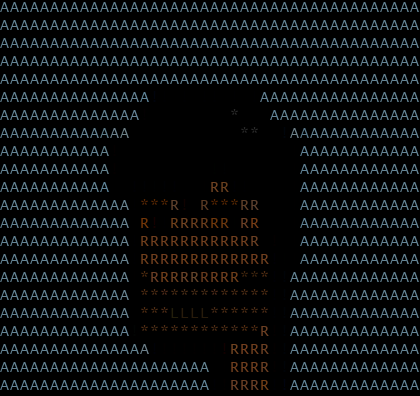 AAAAAAAAAAAAAAAAAAAAAAAAAAAAAAAAAAAAAAAAAA
AAAAAAAAAAAAAAAAAAAAAAAAAAAAAAAAAAAAAAAAAA
AAAAAAAAAAAAAAAAAAAAAAAAAAAAAAAAAAAAAAAAAA
AAAAAAAAAAAAAAAAAAAAAAAAAAAAAAAAAAAAAAAAAA
AAAAAAAAAAAAAAAAAAAAAAAAAAAAAAAAAAAAAAAAAA
AAAAAAAAAAAAAAA           AAAAAAAAAAAAAAAA
AAAAAAAAAAAAAA         *   AAAAAAAAAAAAAAA
AAAAAAAAAAAAA           **   AAAAAAAAAAAAA
AAAAAAAAAAA                   AAAAAAAAAAAA
AAAAAAAAAAA                   AAAAAAAAAAAA
AAAAAAAAAAA          RR       AAAAAAAAAAAA
AAAAAAAAAAAAA ***R  R***RR    AAAAAAAAAAAA
AAAAAAAAAAAAA R  RRRRRR RR    AAAAAAAAAAAA
AAAAAAAAAAAAA RRRRRRRRRRRR    AAAAAAAAAAAA
AAAAAAAAAAAAA RRRRRRRRRRRRR   AAAAAAAAAAAA
AAAAAAAAAAAAA *RRRRRRRRR***  AAAAAAAAAAAAA
AAAAAAAAAAAAA *************  AAAAAAAAAAAAA
AAAAAAAAAAAAA ***LLLL******  AAAAAAAAAAAAA
AAAAAAAAAAAAA ************R  AAAAAAAAAAAAA
AAAAAAAAAAAAAAA        RRRR  AAAAAAAAAAAAA
AAAAAAAAAAAAAAAAAAAAA  RRRR  AAAAAAAAAAAAA
AAAAAAAAAAAAAAAAAAAAA  RRRR  AAAAAAAAAAAAA